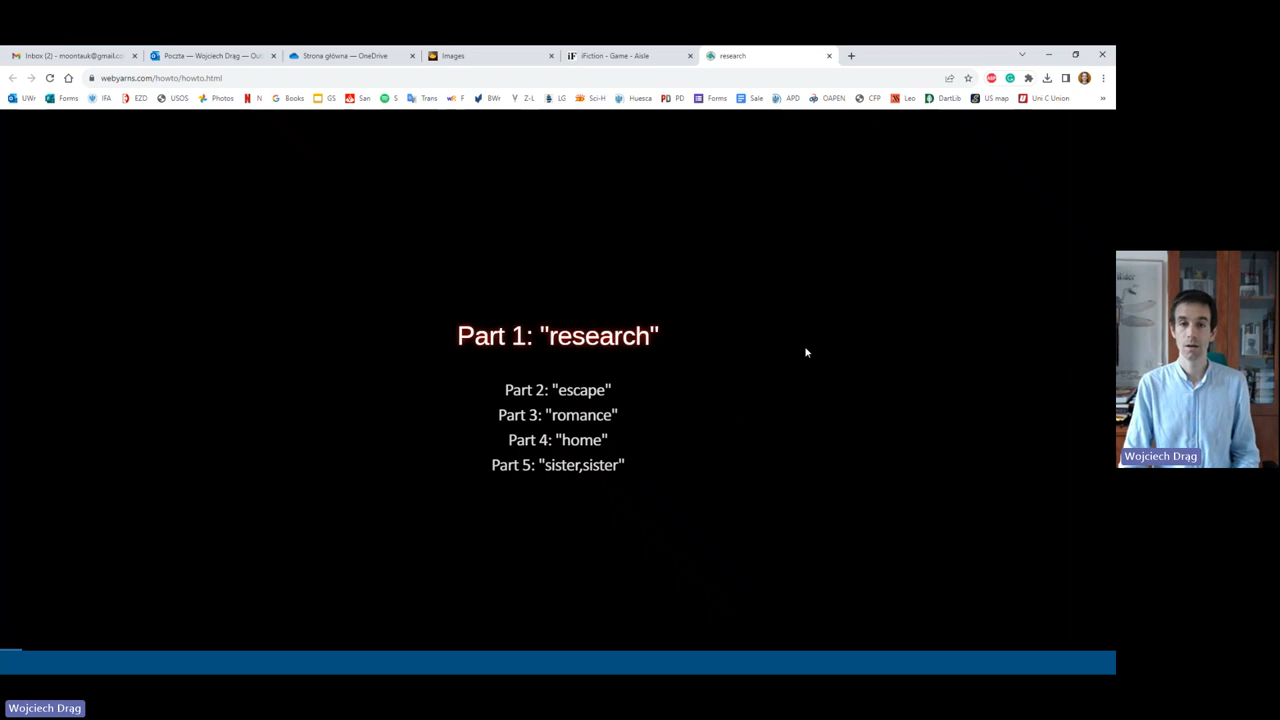 Inbox (2) - moontauk@gmail.co
Poczta — Wojciech Drąg — Out
Strona główna — OneDrive
Images
iFiction - Game - Aisle
research
webyarns.com/howto/howto.html
UWr
Forms
IFA
EZD
USOS
Photos
N
Books
GS
San
S
Trans
F
BWr
Z-L
LG
Sci-H
Huesca
PD
Forms
Sale
APD
OAPEN
CFP
Leo
DartLib
US map
Uni C Union
»
Part 1: "research"
Part 2: "escape"
Part 3: "romance"
Part 4: "home"
Part 5: "sister,sister"
Wojciech Drąg
Wojciech Drąg